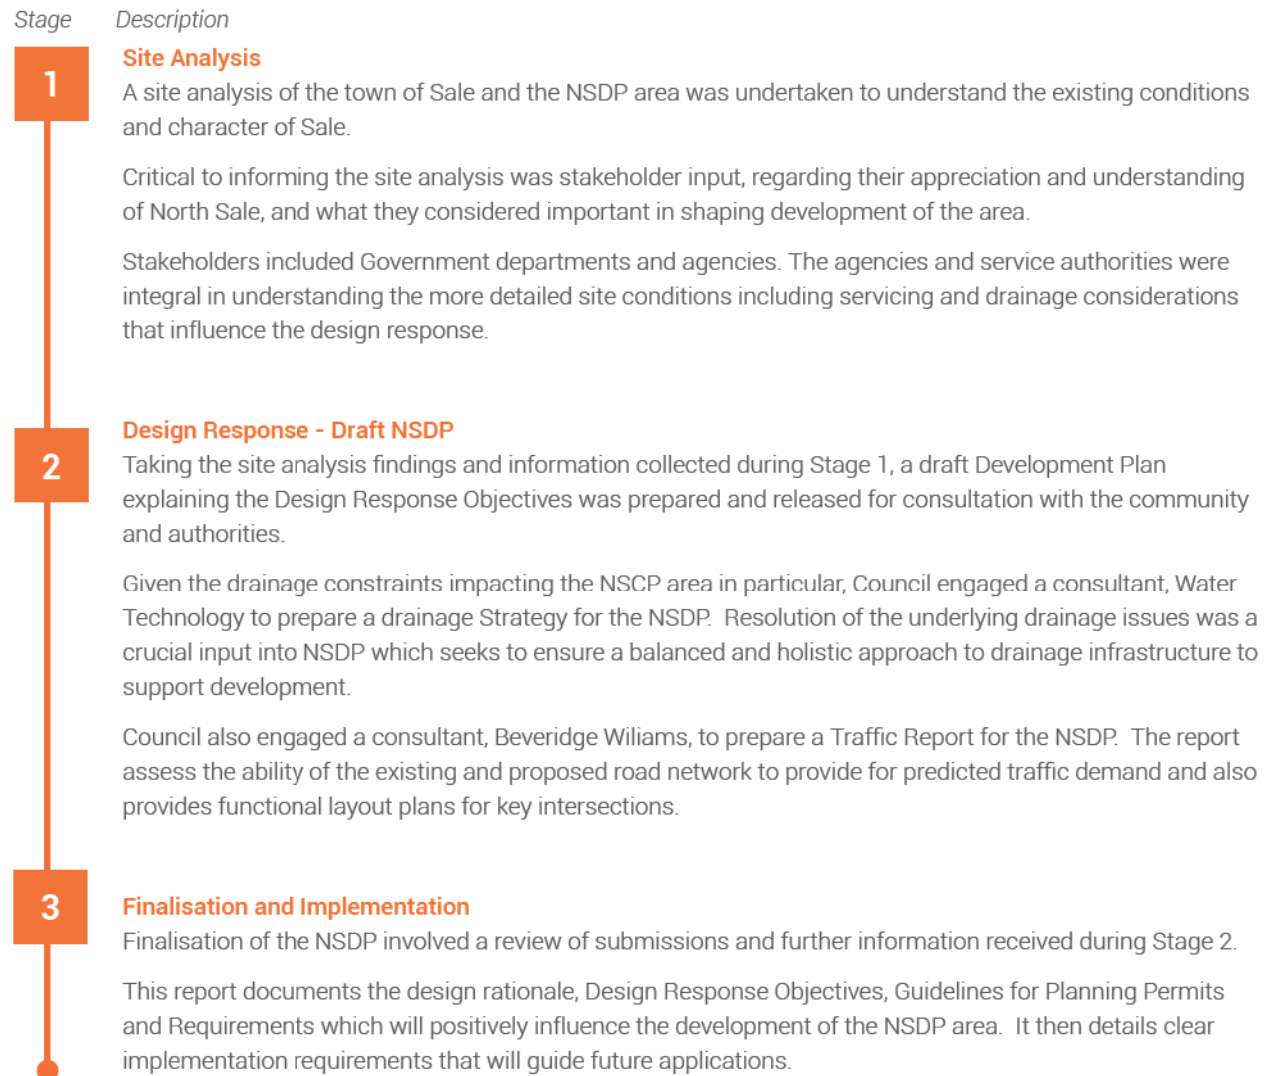 Stage Description
1
Site Analysis
A site analysis of the town of Sale and the NSDP area was undertaken to understand the existing conditions
and character of Sale.
Critical to informing the site analysis was stakeholder input, regarding their appreciation and understanding
of North Sale, and what they considered important in shaping development of the area.
Stakeholders included Government departments and agencies. The agencies and service authorities were
integral in understanding the more detailed site conditions including servicing and drainage considerations
that influence the design response.
2
Design Response - Draft NSDP
Taking the site analysis findings and information collected during Stage 1, a draft Development Plan
explaining the Design Response Objectives was prepared and released for consultation with the community
and authorities.
Given the drainage constraints impacting the NSCP area in particular, Council engaged a consultant, Water
Technology to prepare a drainage Strategy for the NSDP. Resolution of the underlying drainage issues was a
crucial input into NSDP which seeks to ensure a balanced and holistic approach to drainage infrastructure to
support development.
Council also engaged a consultant, Beveridge Wiliams, to prepare a Traffic Report for the NSDP. The report
assess the ability of the existing and proposed road network to provide for predicted traffic demand and also
provides functional layout plans for key intersections.
3
Finalisation and Implementation
Finalisation of the NSDP involved a review of submissions and further information received during Stage 2.
This report documents the design rationale, Design Response Objectives, Guidelines for Planning Permits
and Requirements which will positively influence the development of the NSDP area. It then details clear
implementation requirements that will guide future applications.